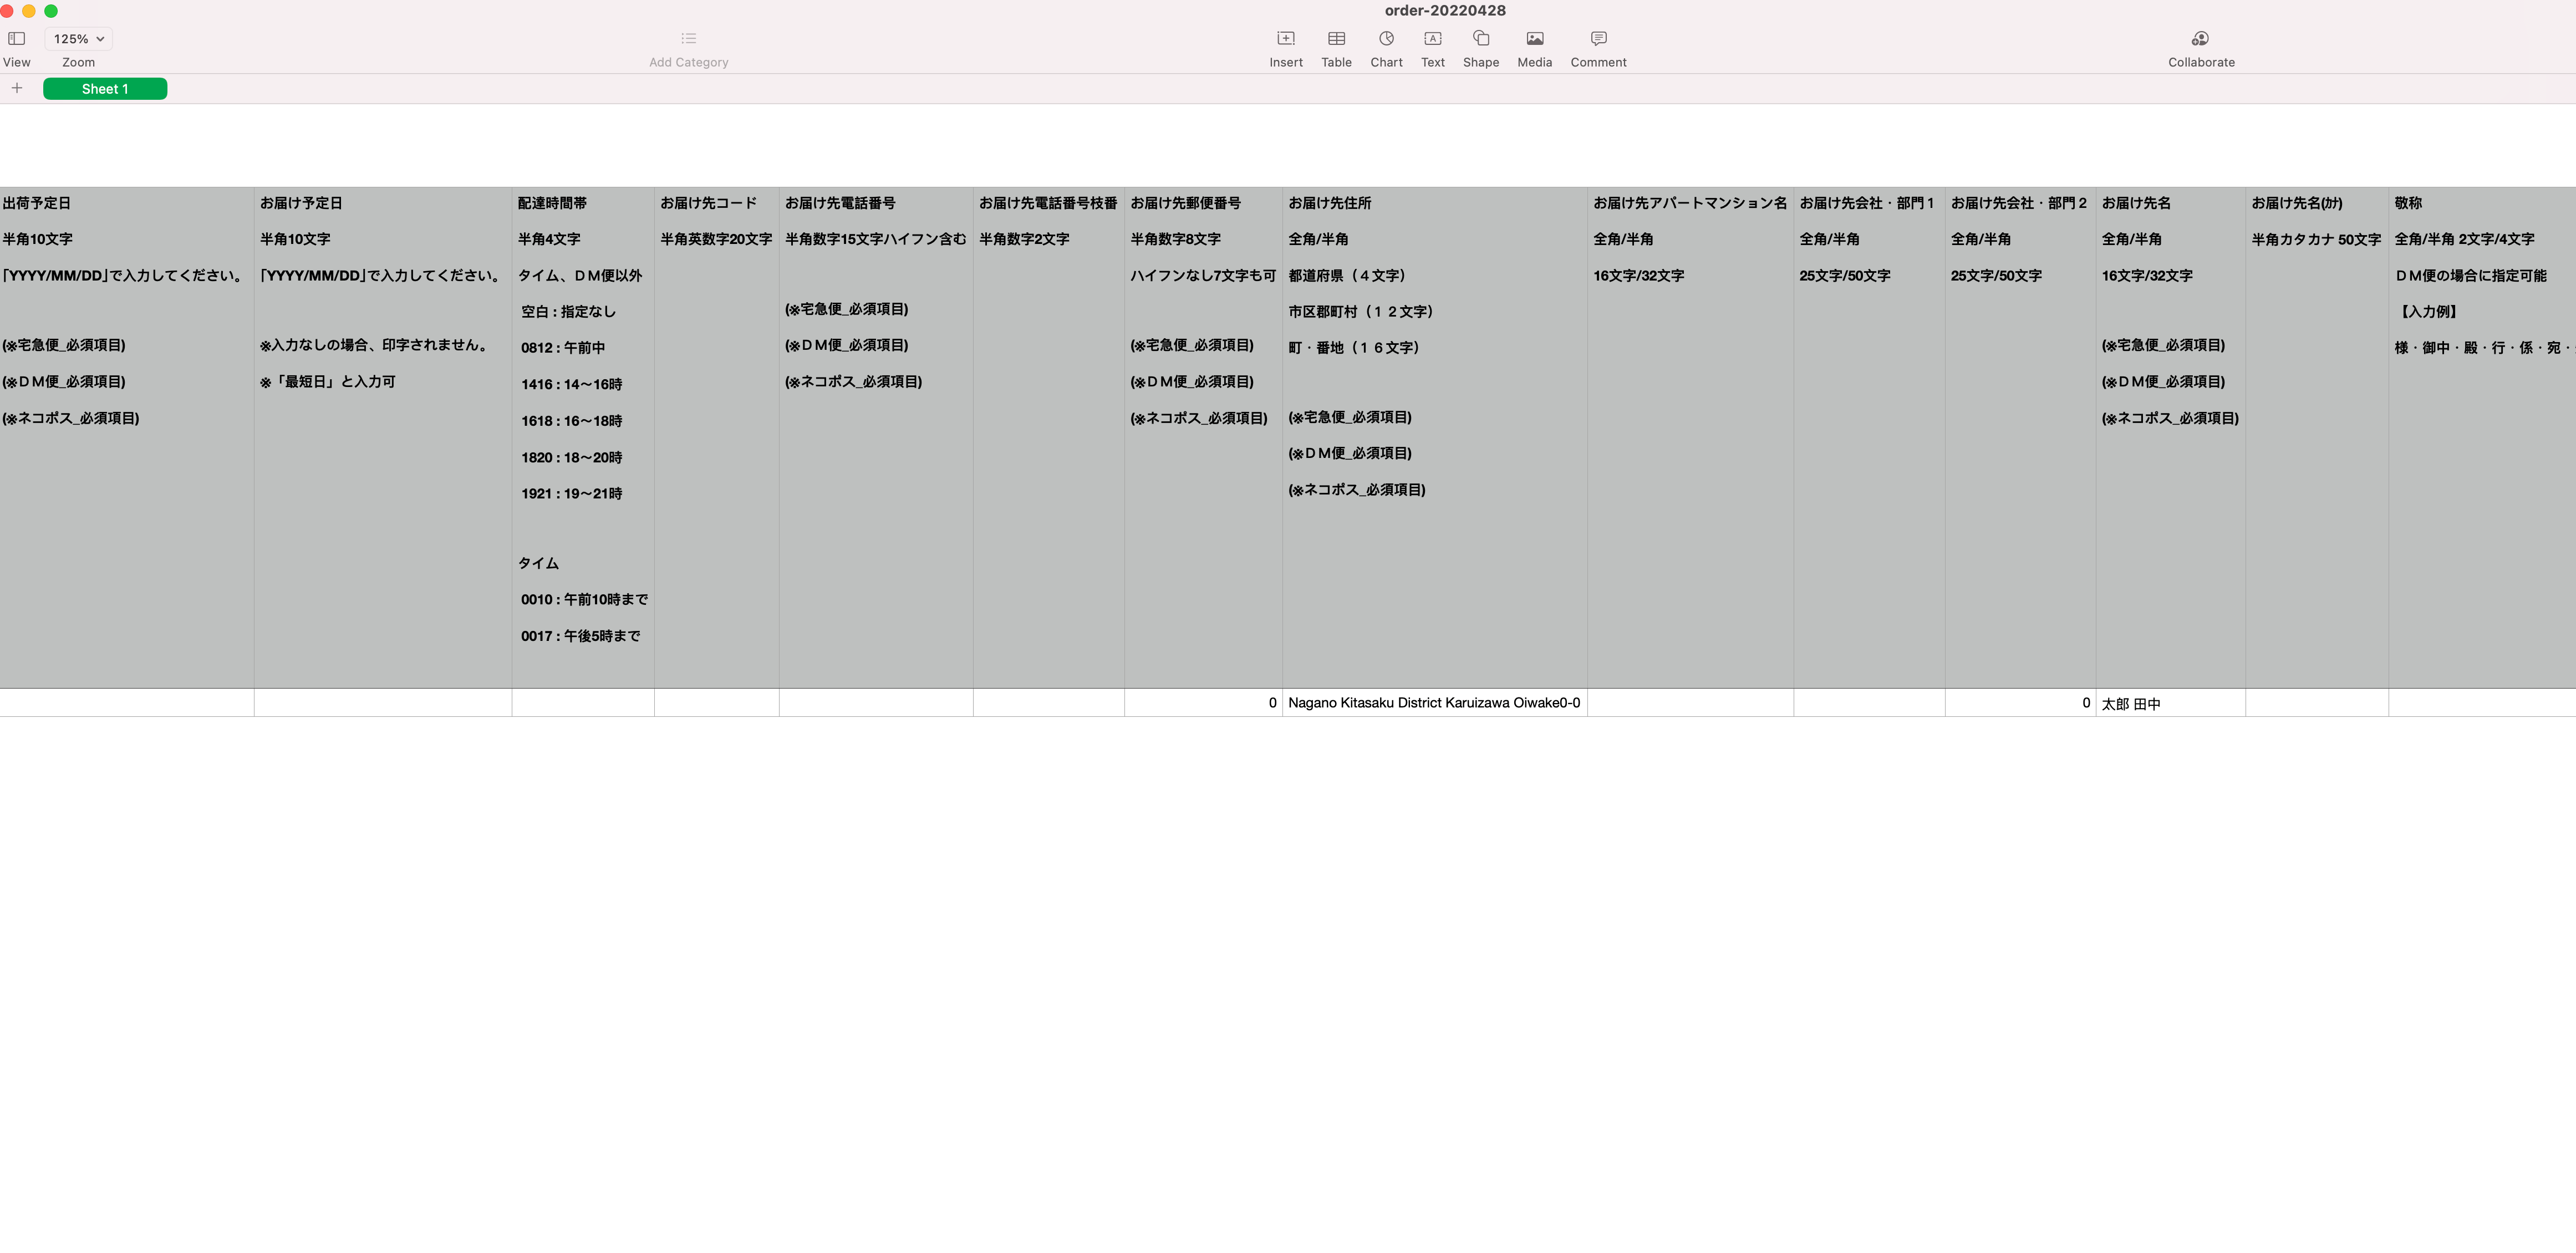 order-20220428
125%
View
Zoom
Add Category
Insert
Table
Chart
Text
Shape
Media
Comment
Collaborate
Sheet 1
出荷予定日
半角10文字
｢YYYY/MM/DD｣で入力してください。
(※宅急便_必須項目)
(※ＤＭ便_必須項目)
(※ネコポス_必須項目)
お届け予定日
半角10文字
｢YYYY/MM/DD｣で入力してください。
※入力なしの場合、印字されません。
※「最短日」と入力可
配達時間帯
半角4文字
タイム、ＤＭ便以外
空白 : 指定なし
0812 : 午前中
1416 : 14～16時
1618 : 16～18時
1820 : 18～20時
1921 : 19～21時
タイム
0010 : 午前10時まで
0017 : 午後5時まで
お届け先コード
半角英数字20文字
お届け先電話番号
半角数字15文字ハイフン含む
(※宅急便_必須項目)
(※ＤＭ便_必須項目)
(※ネコポス_必須項目)
お届け先電話番号枝番
半角数字2文字
お届け先郵便番号
半角数字8文字
ハイフンなし7文字も可
(※宅急便_必須項目)
(※ＤＭ便_必須項目)
(※ネコポス_必須項目)
お届け先住所
全角/半角
都道府県（４文字）
市区郡町村（１２文字）
町・番地（１６文字）
(※宅急便_必須項目)
(※ＤＭ便_必須項目)
(※ネコポス_必須項目)
お届け先アパートマンション名
全角/半角
16文字/32文字
お届け先会社・部門１
全角/半角
25文字/50文字
お届け先会社・部門２
全角/半角
25文字/50文字
お届け先名
全角/半角
16文字/32文字
(※宅急便_必須項目)
(※ＤＭ便_必須項目)
(※ネコポス_必須項目)
お届け先名(ｶﾅ)
半角カタカナ 50文字
敬称
全角/半角 2文字/4文字
ＤＭ便の場合に指定可能
【入力例】
様・御中・殿・行・係・宛・
0
Nagano Kitasaku District Karuizawa Oiwake0-0
0
太郎 田中